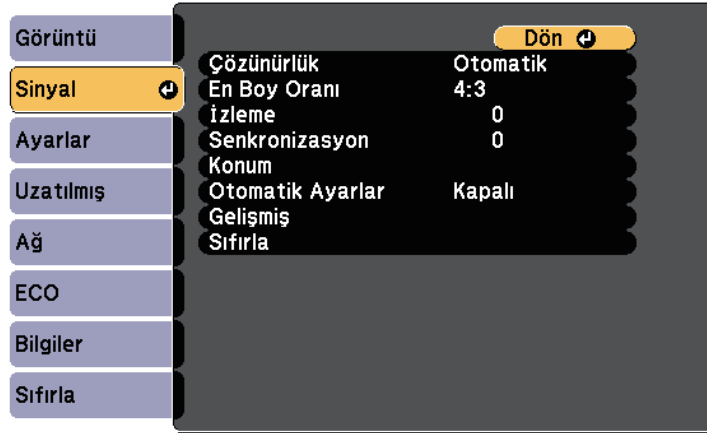 Görüntü
Sinyal
Ayarlar
Uzatılmış
Ağ
ECO
Bilgiler
Sıfırla
Dön
Çözünürlük Otomatik
En Boy Oranı 4:3
İzleme 0
Senkronizasyon 0
Konum
Otomatik Ayarlar Kapalı
Gelişmiş
Sıfırla